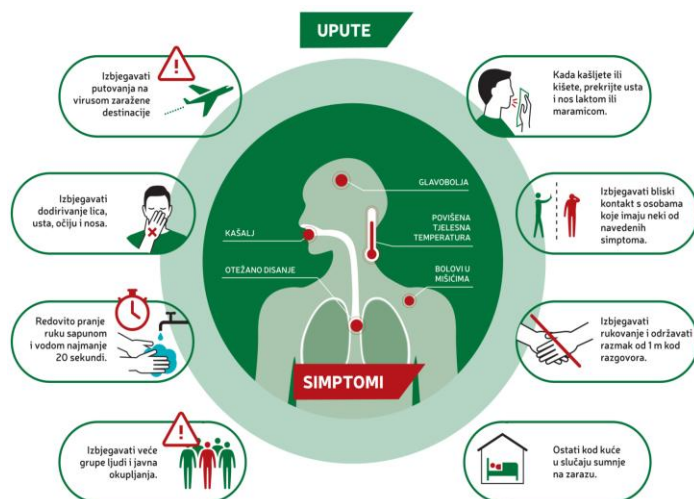 UPUTE
Izbjegavati
putovanja na
virusom zaražene
destinacije
Kada kašljete ili
kišete, prekrijte usta
i nos laktom ili
maramicom.
Izbjegavati
dodirivanje lica,
usta, očiju i nosa.
Izbjegavati bliski
kontakt s osobama
koje imaju neki od
navedenih
simptoma.
GLAVOBOLJA
KAŠALJ
POVIŠENA
TJELESNA
TEMPERATURA
OTEŽANO DISANJE
BOLOVI U
MIŠIĆIMA
SIMPTOMI
Redovito pranje
ruku sapunom
i vodom najmanje
20 sekundi.
Izbjegavati
rukovanje i održavati
razmak od 1 m kod
razgovora.
Izbjegavati veće
grupe ljudi i javna
okupljanja.
Ostati kod kuće
u slučaju sumnje
na zarazu.